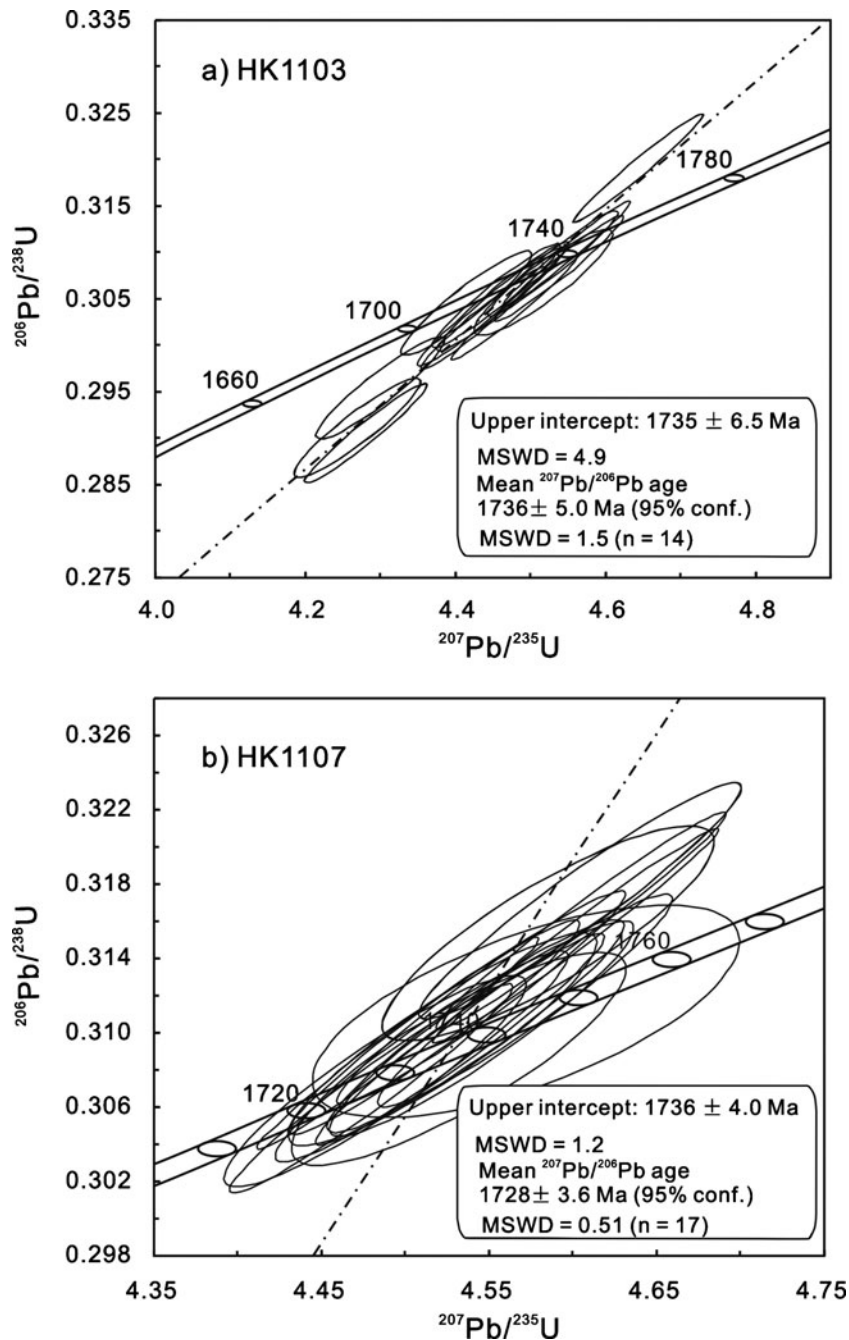 a) HK1103
0.335
0.325
0.315
0.305
0.295
0.285
0.275
²⁰⁶Pb/²³⁸U
1780
1740
1700
1660
Upper intercept: 1735 ± 6.5 Ma
MSWD = 4.9
Mean ²⁰⁷Pb/²⁰⁶Pb age
1736± 5.0 Ma (95% conf.)
MSWD = 1.5 (n = 14)
4.0 4.2 4.4 4.6 4.8
²⁰⁷Pb/²³⁵U
b) HK1107
0.326
0.322
0.318
0.314
0.310
0.306
0.302
0.298
²⁰⁶Pb/²³⁸U
1760
1740
1720
Upper intercept: 1736 ± 4.0 Ma
MSWD = 1.2
Mean ²⁰⁷Pb/²⁰⁶Pb age
1728± 3.6 Ma (95% conf.)
MSWD = 0.51 (n = 17)
4.35 4.45 4.55 4.65 4.75
²⁰⁷Pb/²³⁵U